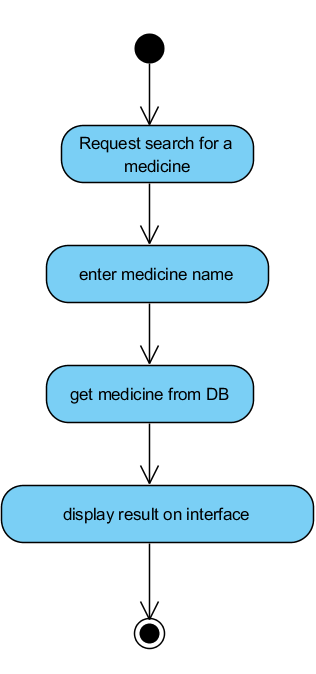 Request search for a
medicine
enter medicine name
get medicine from DB
display result on interface